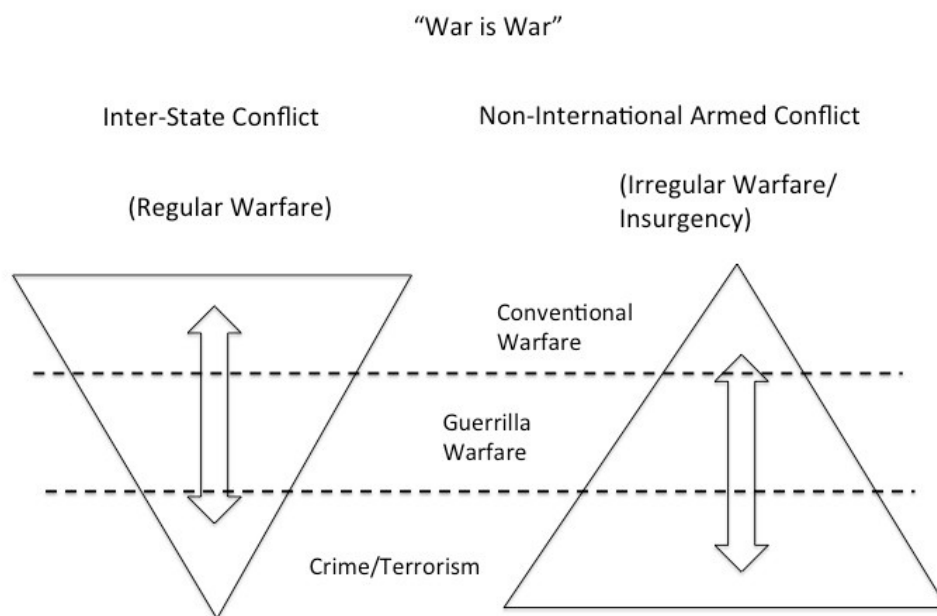 “War is War”
Inter-State Conflict
Non-International Armed Conflict
(Regular Warfare)
(Irregular Warfare/
Insurgency)
Conventional
Warfare
Guerrilla
Warfare
Crime/Terrorism